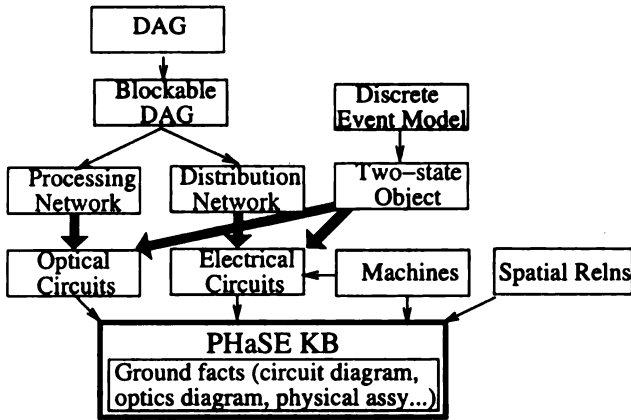 DAG
Blockable
DAG
Discrete
Event Model
Processing
Network
Distribution
Network
Two-state
Object
Optical
Circuits
Electrical
Circuits
Machines
Spatial Relns
PHaSE KB
Ground facts (circuit diagram,
optics diagram, physical assy...)